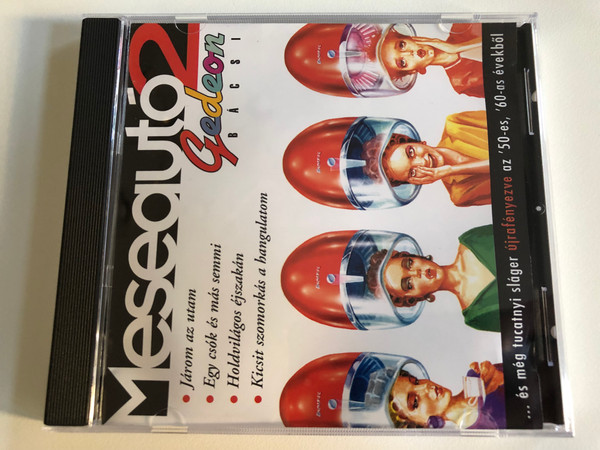 Meseautó 2
Gedeon
BÁCSI
• Járom az utam
• Egy csók és más semmi
• Holdvilágos éjszakán
• Kicsit szomorkás a hangulatom
... és még tucatnyi sláger újrafényezve az '50-es, '60-as évekből